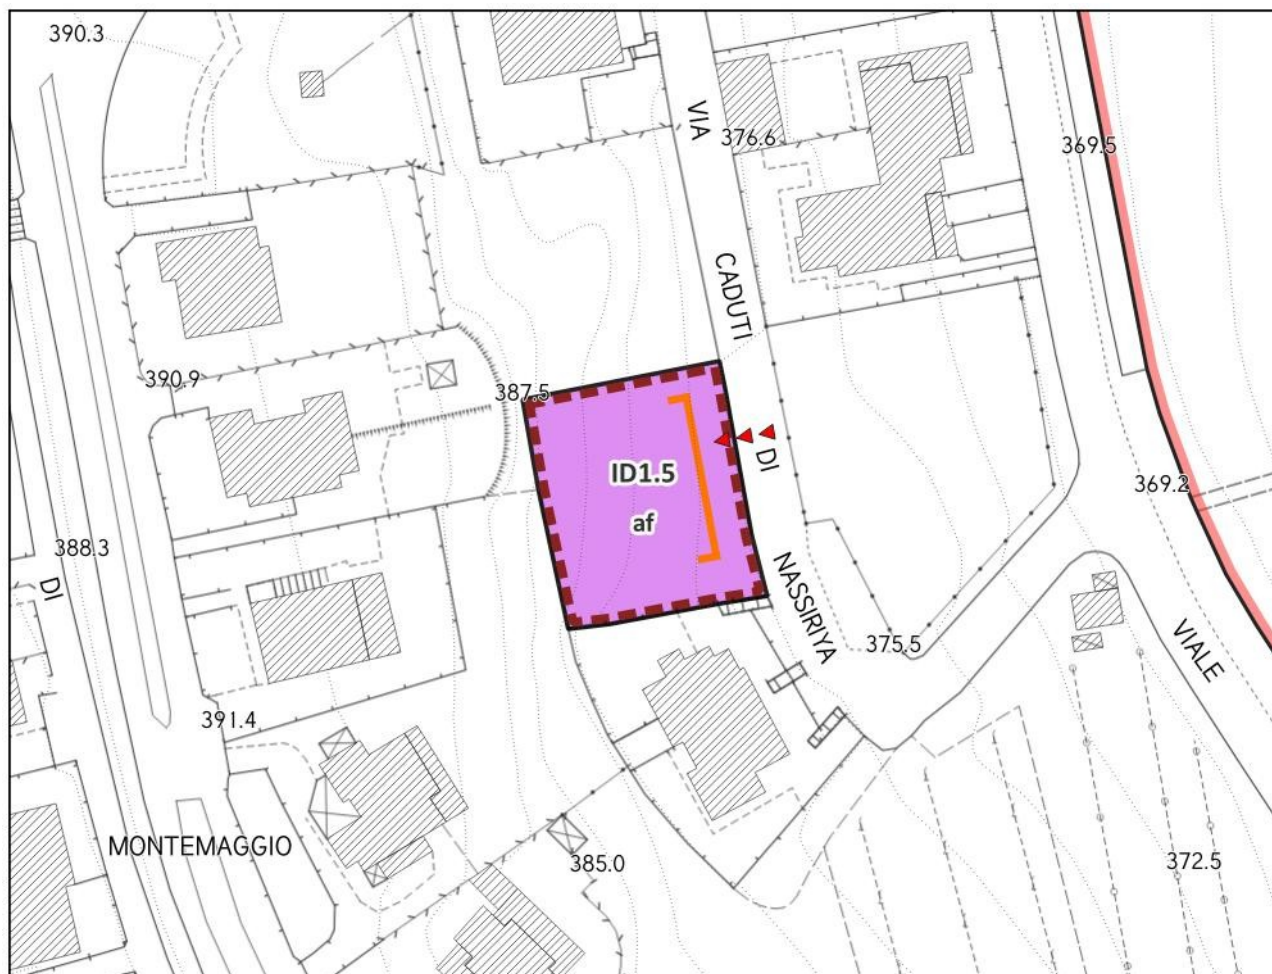 390.3
VIA
376.6
369.5
CADUTI
390.9
387.5
DI
ID1.5
af
369.2
388.3
DI
NASSIRIYA
375.5
VIALE
391.4
MONTEMAGGIO
385.0
372.5